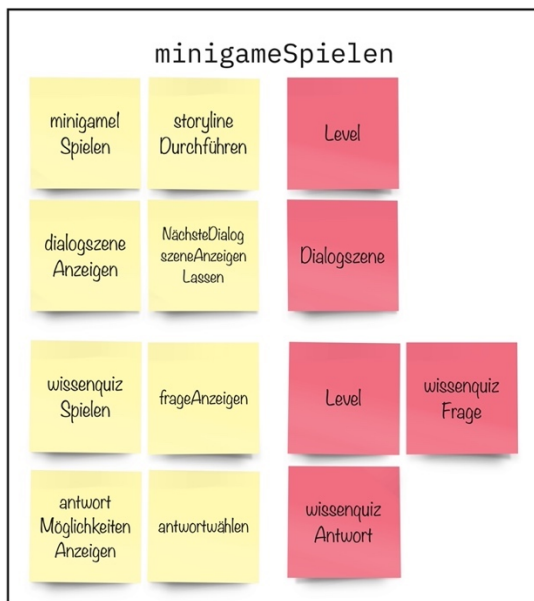 minigameSpielen
minigame1
Spielen
storyline
Durchführen
Level
dialogszene
Anzeigen
NächsteDialog
szeneAnzeigen
Lassen
Dialogszene
wissenquiz
Spielen
frageAnzeigen
Level
wissenquiz
Frage
antwort
Möglichkeiten
Anzeigen
antwortwählen
wissenquiz
Antwort